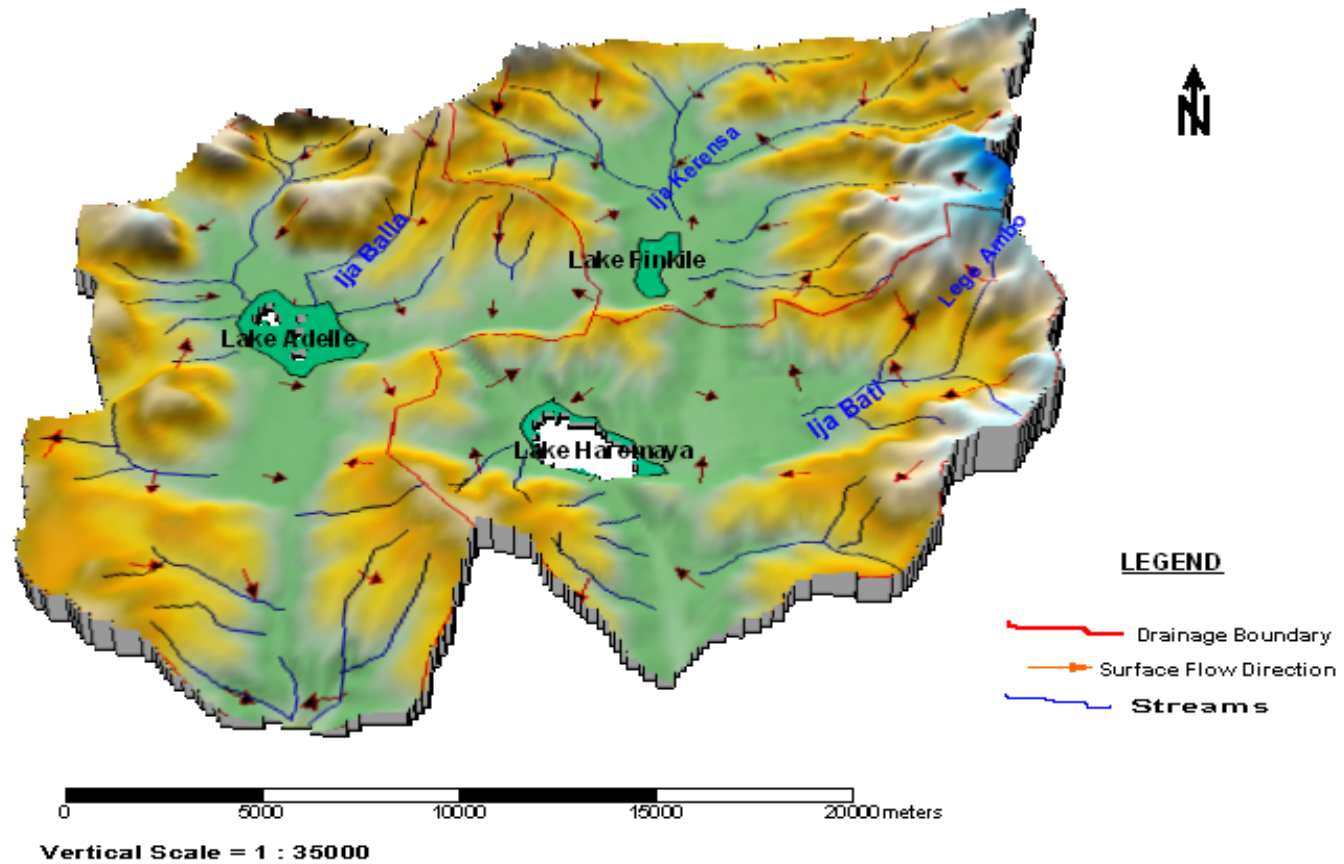 N
Ija Kerensa
Ija Balla
Lake Finkile
Lege Ambo
Lake Adelle
Ija Bati
Lake Haromaya
LEGEND
Drainage Boundary
Surface Flow Direction
Streams
0 5000 10000 15000 20000 meters
Vertical Scale = 1 : 35000